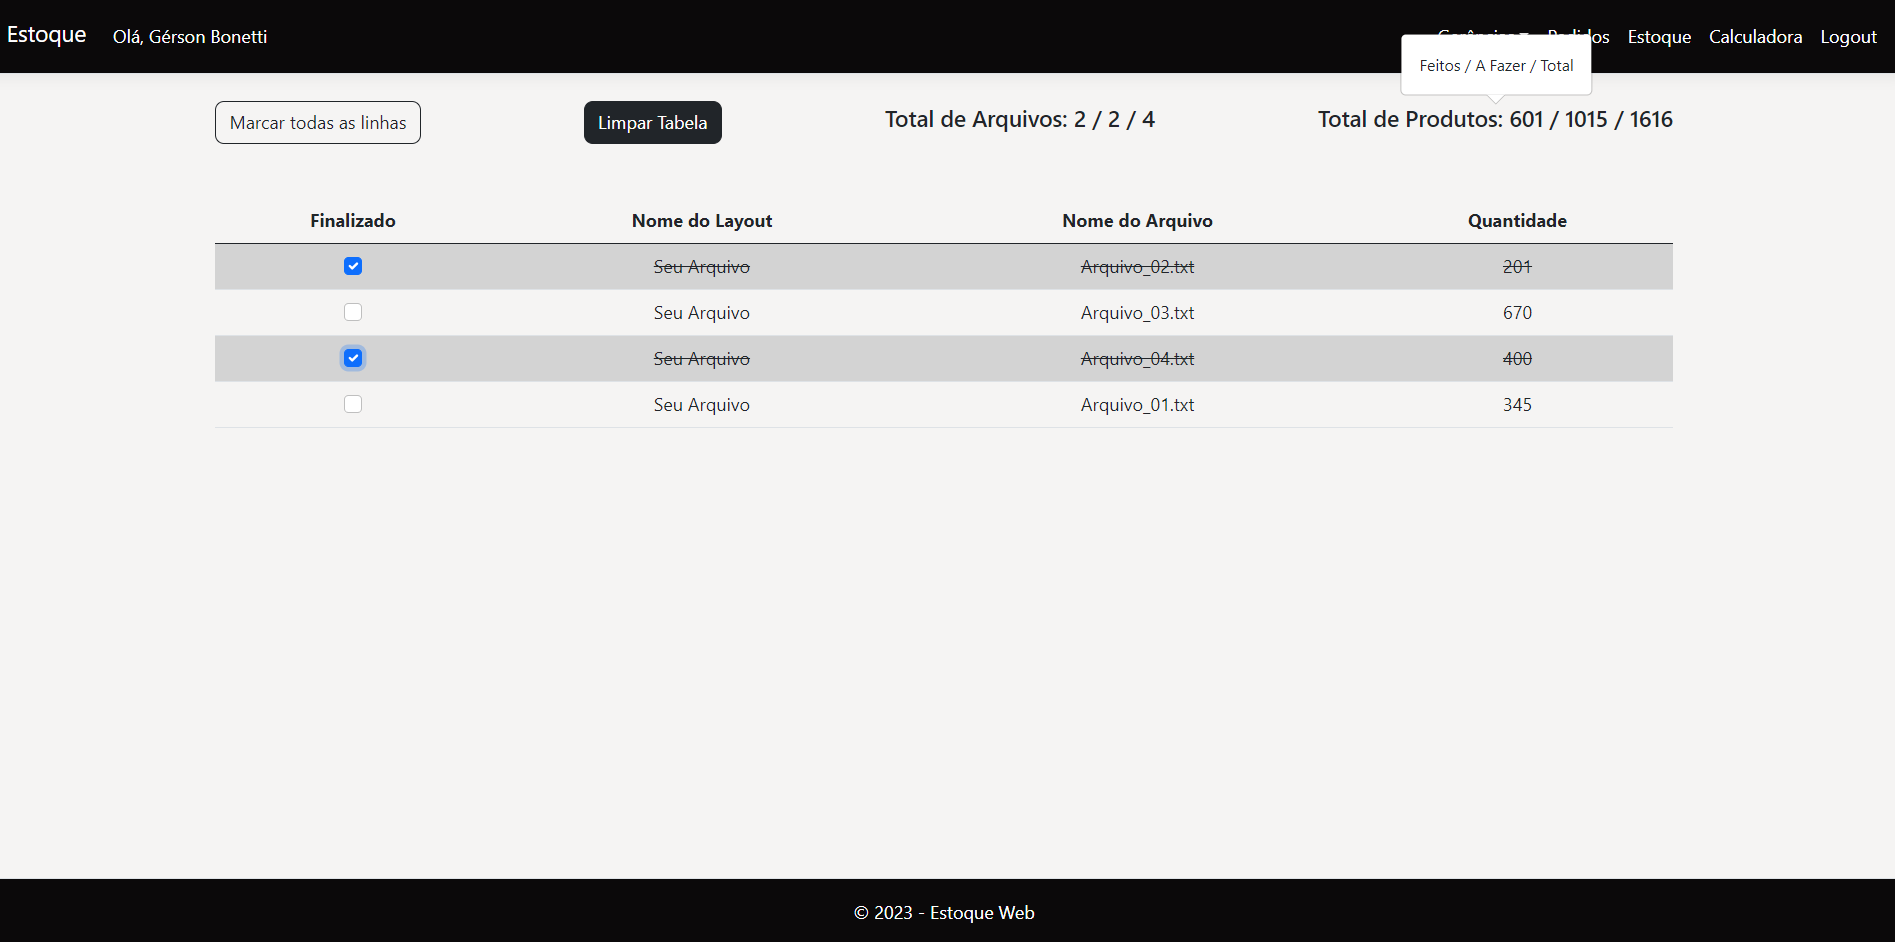 Estoque Olá, Gérson Bonetti Estoque Calculadora Logout
Feitos / A Fazer / Total
Marcar todas as linhas Limpar Tabela Total de Arquivos: 2 / 2 / 4 Total de Produtos: 601 / 1015 / 1616
Finalizado Nome do Layout Nome do Arquivo Quantidade
Seu Arquivo Arquivo_02.txt 201
Seu Arquivo Arquivo_03.txt 670
Seu Arquivo Arquivo_04.txt 400
Seu Arquivo Arquivo_01.txt 345
© 2023 - Estoque Web